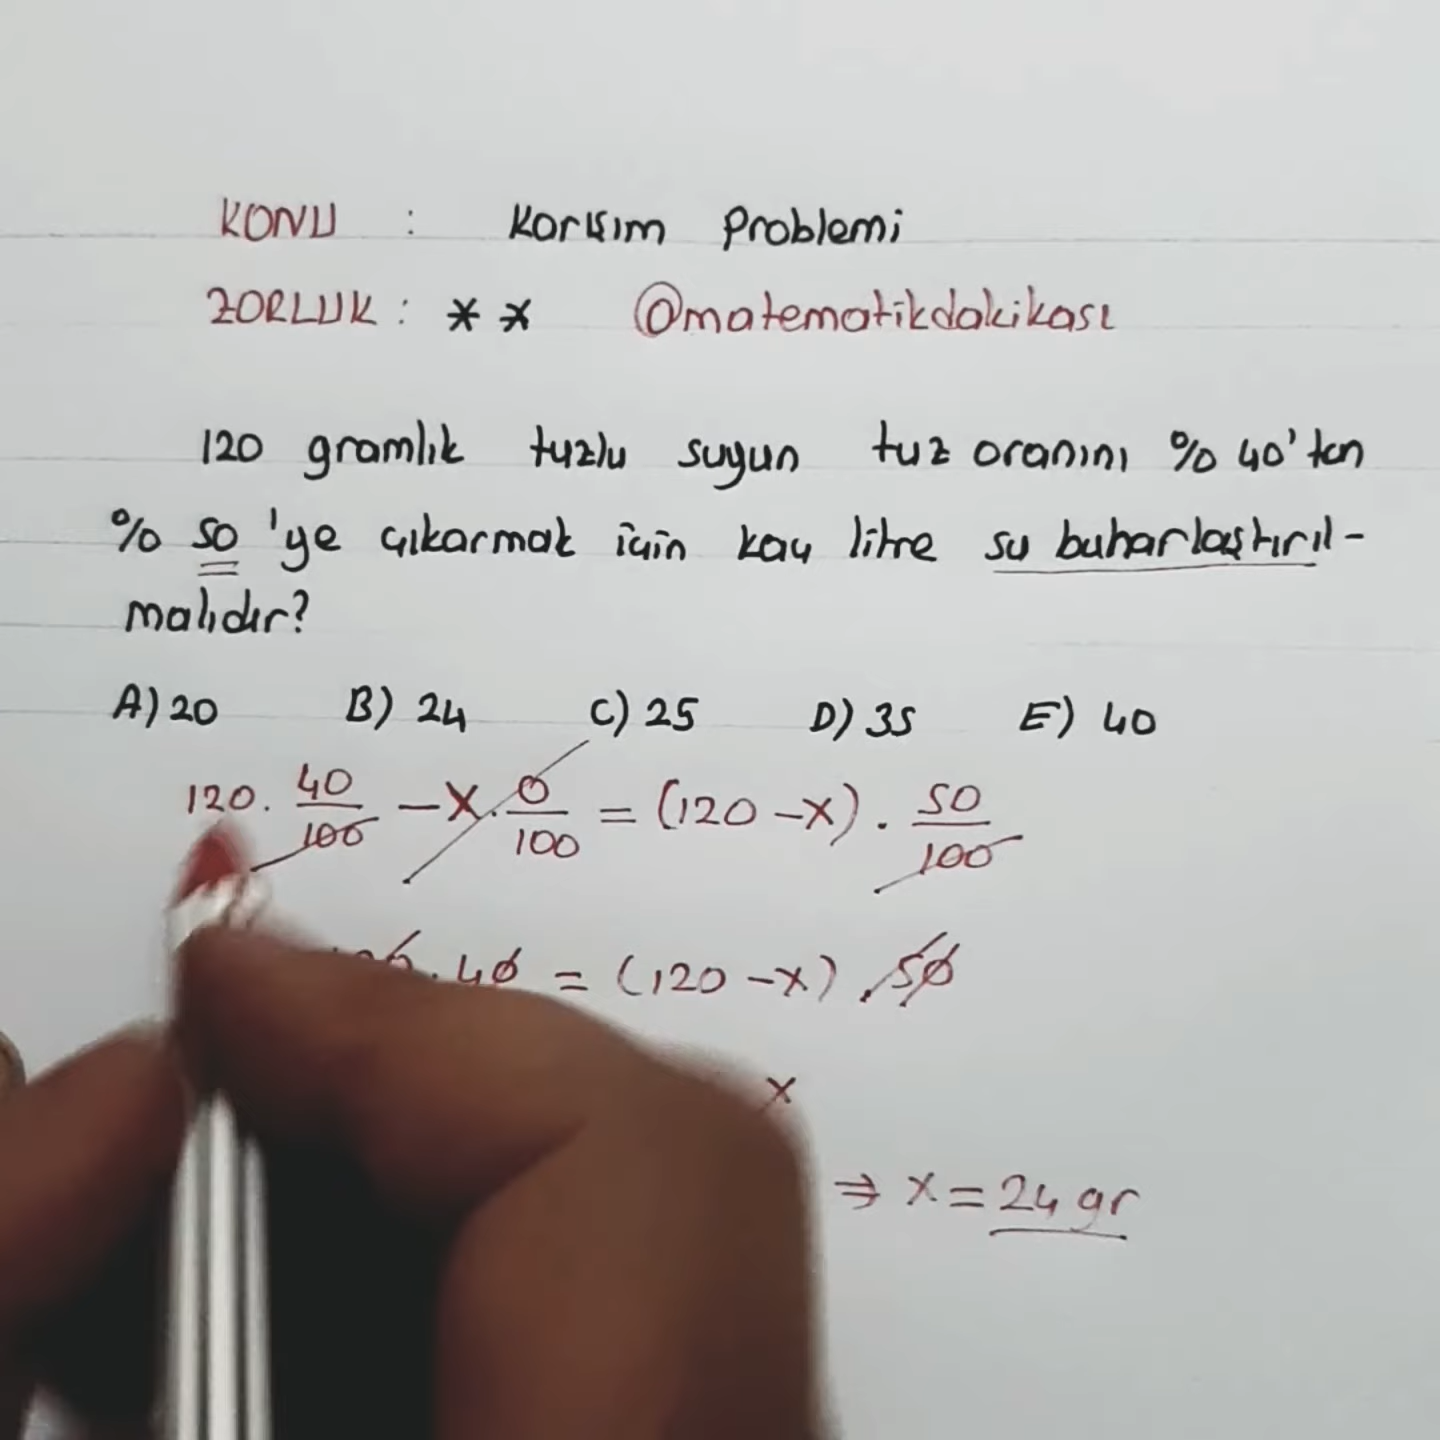 KONU : Karışım Problemi
ZORLUK : * * @matematikdakikası
120 gramlık tuzlu suyun tuz oranını % 40'tan
% 50 'ye çıkarmak için kaç litre su buharlaştırıl-
malıdır?
A) 20 B) 24 C) 25 D) 35 E) 40
120 . 40/100 - x . 0/100 = (120 - x) . 50/100
. 40 = (120 - x) . 50
x
⇒ x = 24 gr